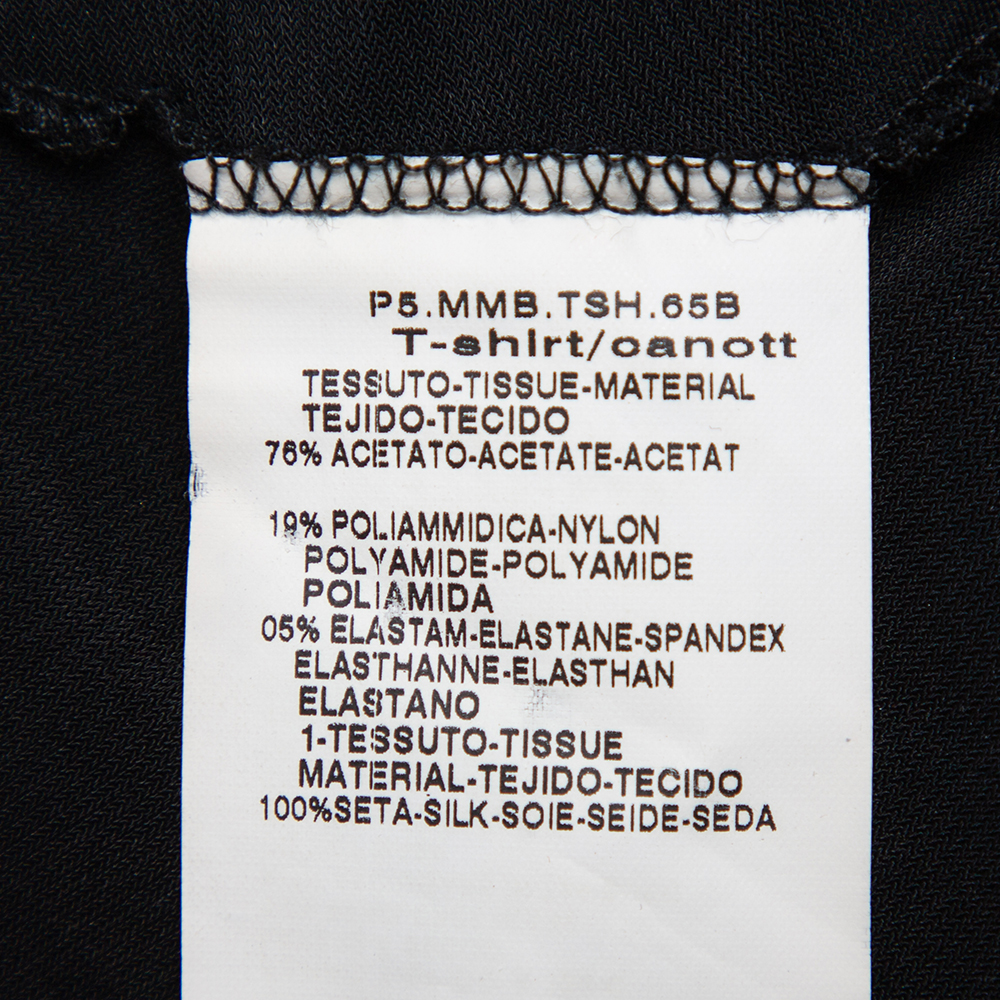 P5.MMB.TSH.65B
T-shirt/canott
TESSUTO-TISSUE-MATERIAL
TEJIDO-TECIDO
76% ACETATO-ACETATE-ACETAT
19% POLIAMMIDICA-NYLON
POLYAMIDE-POLYAMIDE
POLIAMIDA
05% ELASTAM-ELASTANE-SPANDEX
ELASTHANNE-ELASTHAN
ELASTANO
1-TESSUTO-TISSUE
MATERIAL-TEJIDO-TECIDO
100%SETA-SILK-SOIE-SEIDE-SEDA